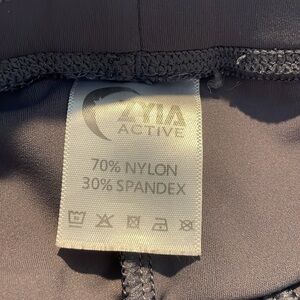 ZYIA
ACTIVE
70% NYLON
30% SPANDEX